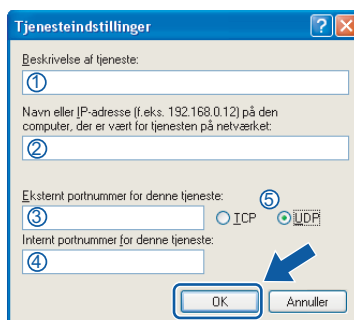 Tjenesteindstillinger
Beskrivelse af tjeneste:
①
Navn eller IP-adresse (f.eks. 192.168.0.12) på den
computer, der er vært for tjenesten på netværket:
②
Eksternt portnummer for denne tjeneste:
⑤
③
TCP
UDP
Internt portnummer for denne tjeneste:
④
OK
Annuller